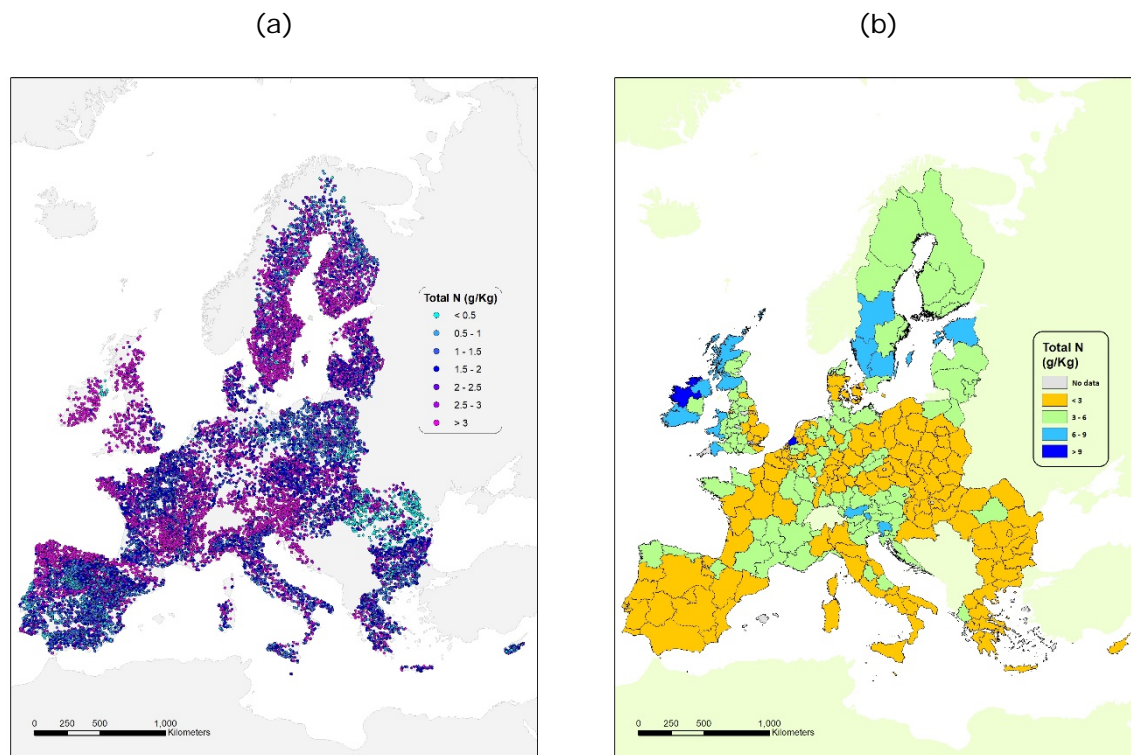 (a)
(b)
Total N (g/Kg)
< 0.5
0.5 - 1
1 - 1.5
1.5 - 2
2 - 2.5
2.5 - 3
> 3
0 250 500 1,000
Kilometers
Total N
(g/Kg)
No data
< 3
3 - 6
6 - 9
> 9
0 250 500 1,000
Kilometers